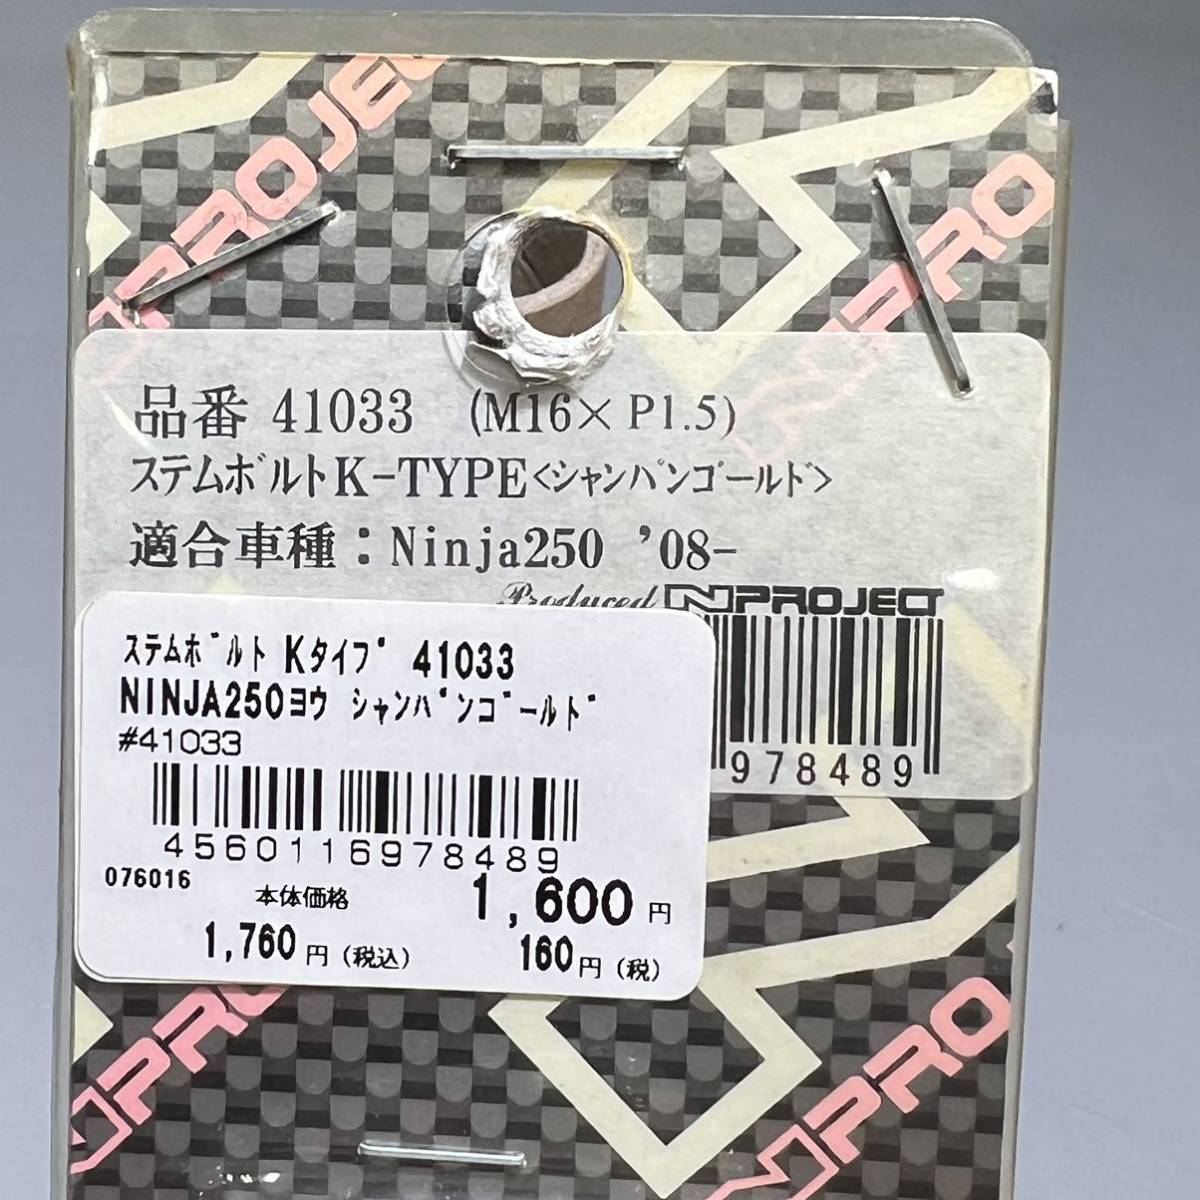 PROJEC
PRO
PRO
NPRO
品番 41033 (M16×P1.5)
ステムボルトK-TYPE<シャンパンゴールド>
適合車種：Ninja250 '08-
Produced NPROJECT
978489
ステムボルト Kタイプ 41033
NINJA250ヨウ シャンパンゴールド
#41033
4560116978489
076016 本体価格 1,600円
1,760円(税込) 160円(税)
NPRO
NPRO